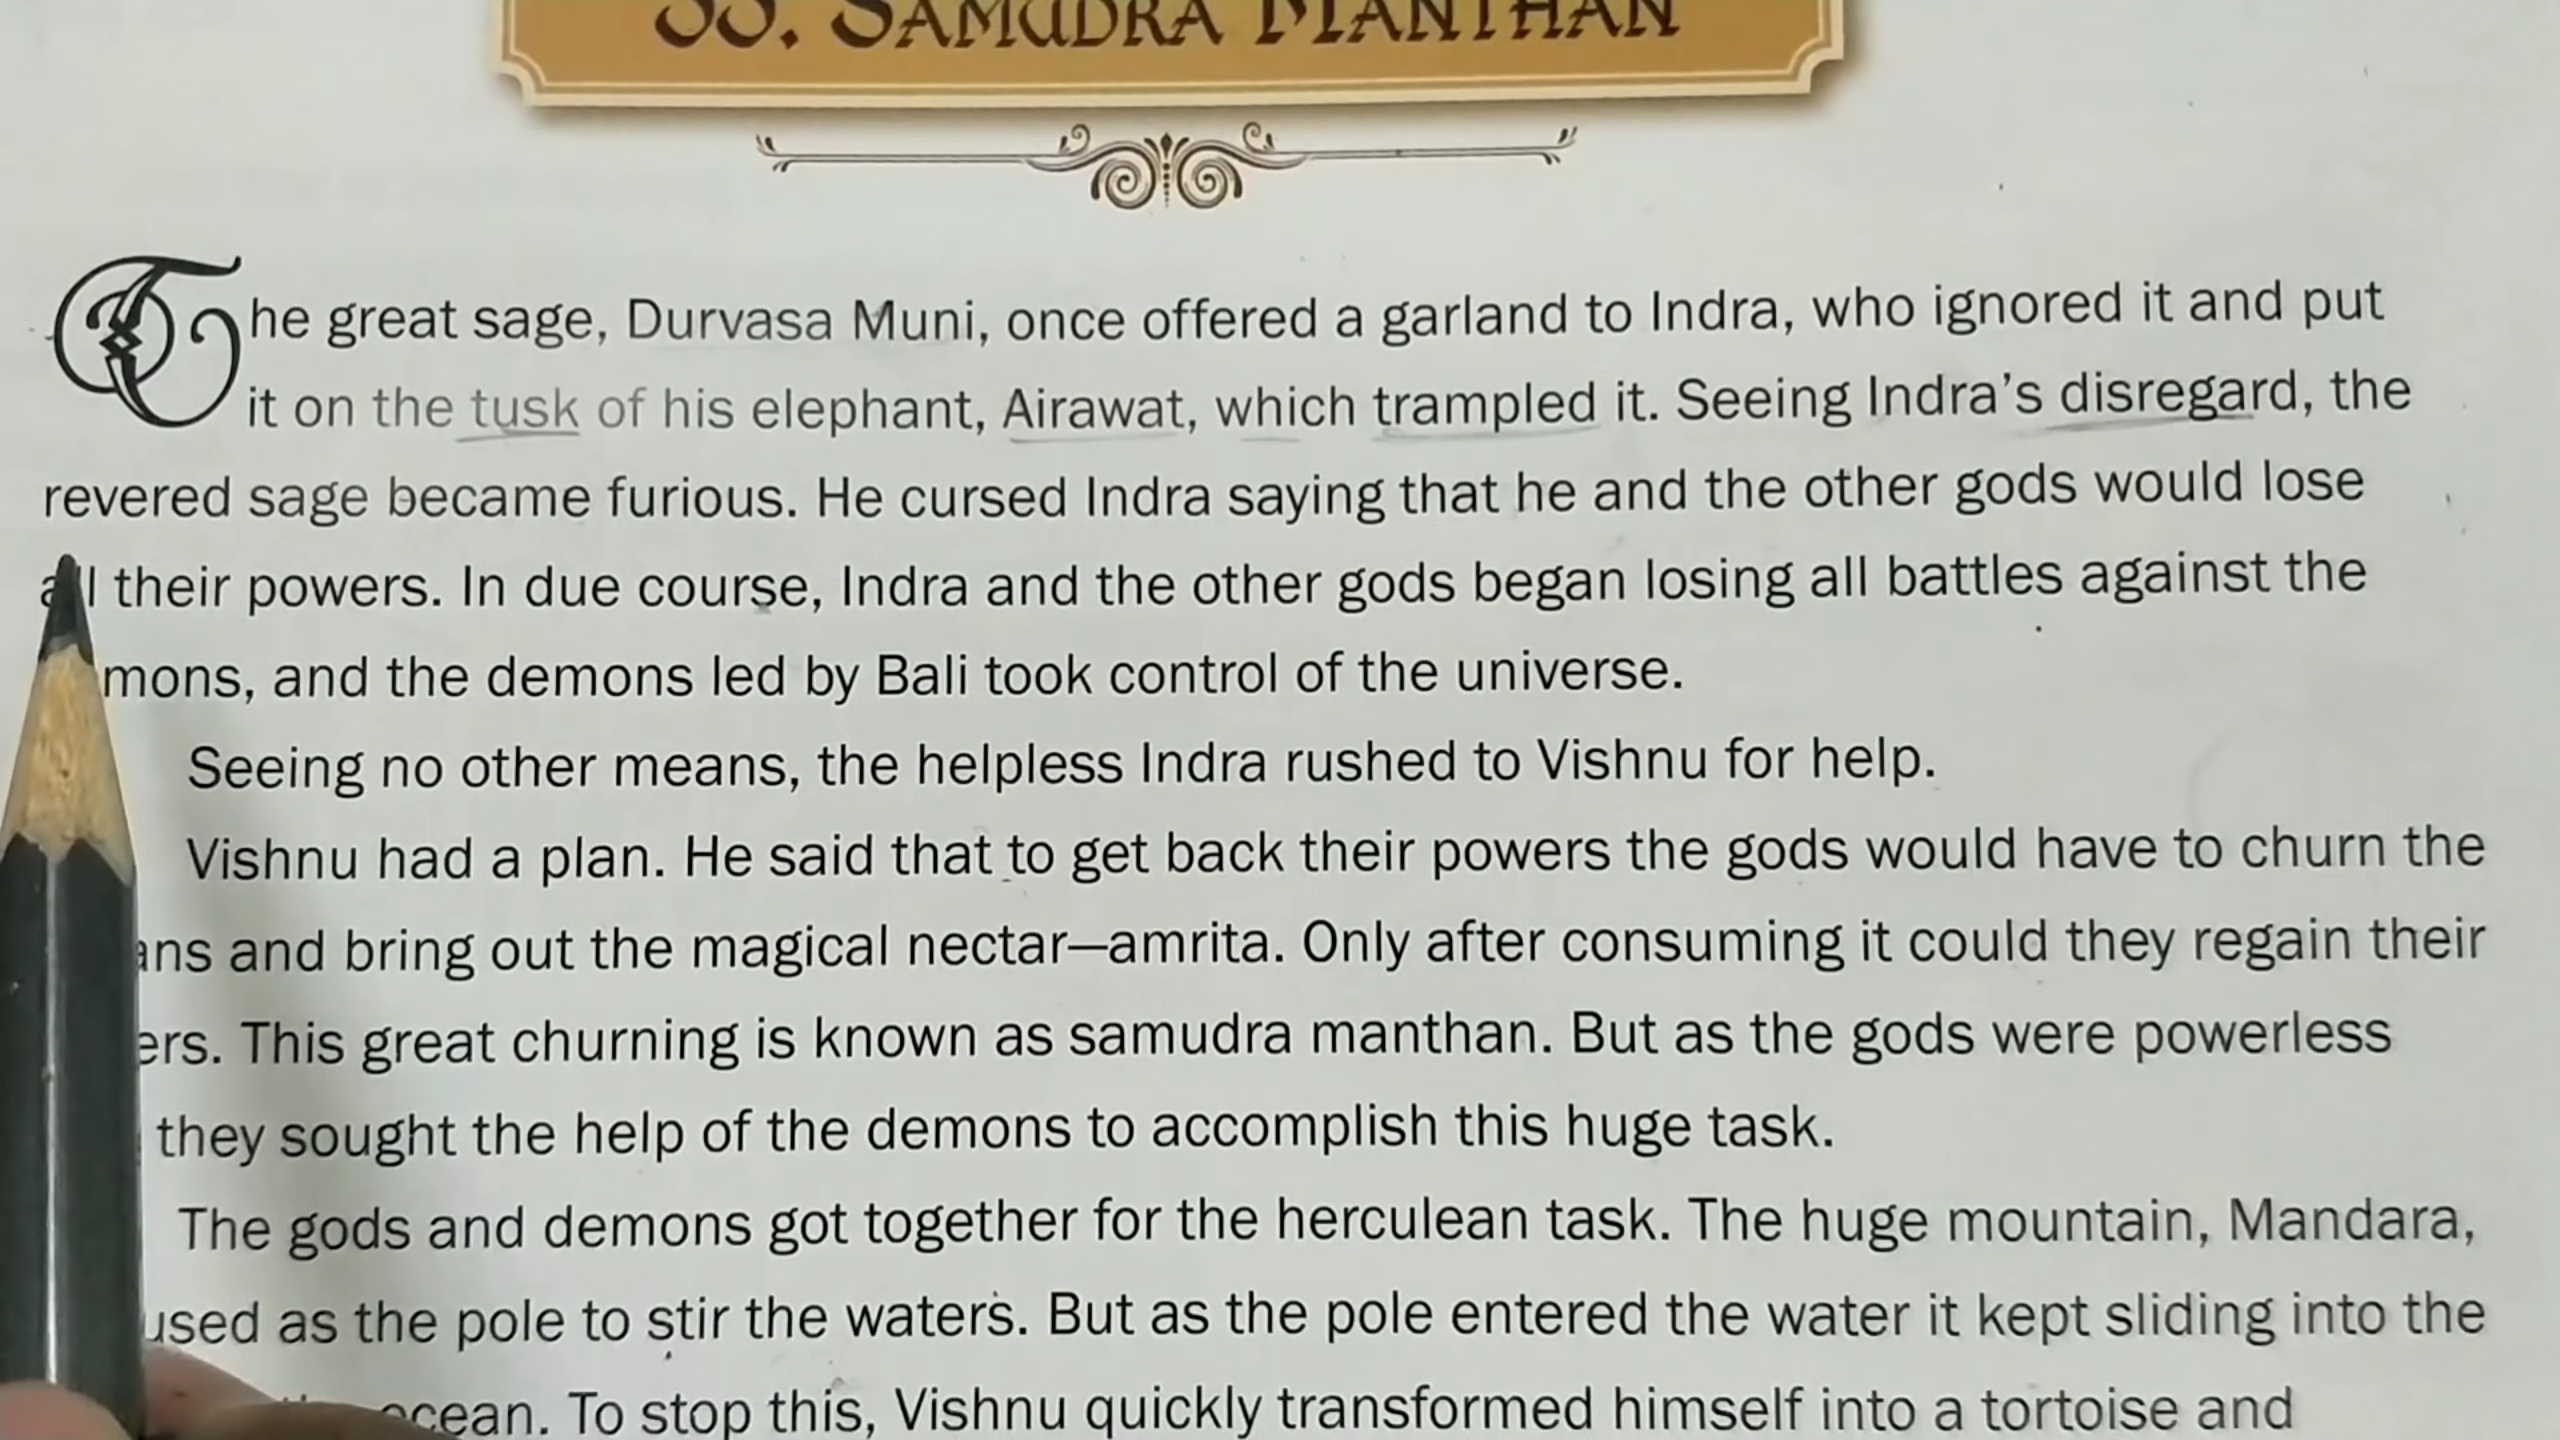 SAMUDRA MANTHAN
The great sage, Durvasa Muni, once offered a garland to Indra, who ignored it and put
it on the tusk of his elephant, Airawat, which trampled it. Seeing Indra's disregard, the
revered sage became furious. He cursed Indra saying that he and the other gods would lose
all their powers. In due course, Indra and the other gods began losing all battles against the
mons, and the demons led by Bali took control of the universe.
Seeing no other means, the helpless Indra rushed to Vishnu for help.
Vishnu had a plan. He said that to get back their powers the gods would have to churn the
ans and bring out the magical nectar—amrita. Only after consuming it could they regain their
ers. This great churning is known as samudra manthan. But as the gods were powerless
they sought the help of the demons to accomplish this huge task.
The gods and demons got together for the herculean task. The huge mountain, Mandara,
used as the pole to stir the waters. But as the pole entered the water it kept sliding into the
ocean. To stop this, Vishnu quickly transformed himself into a tortoise and